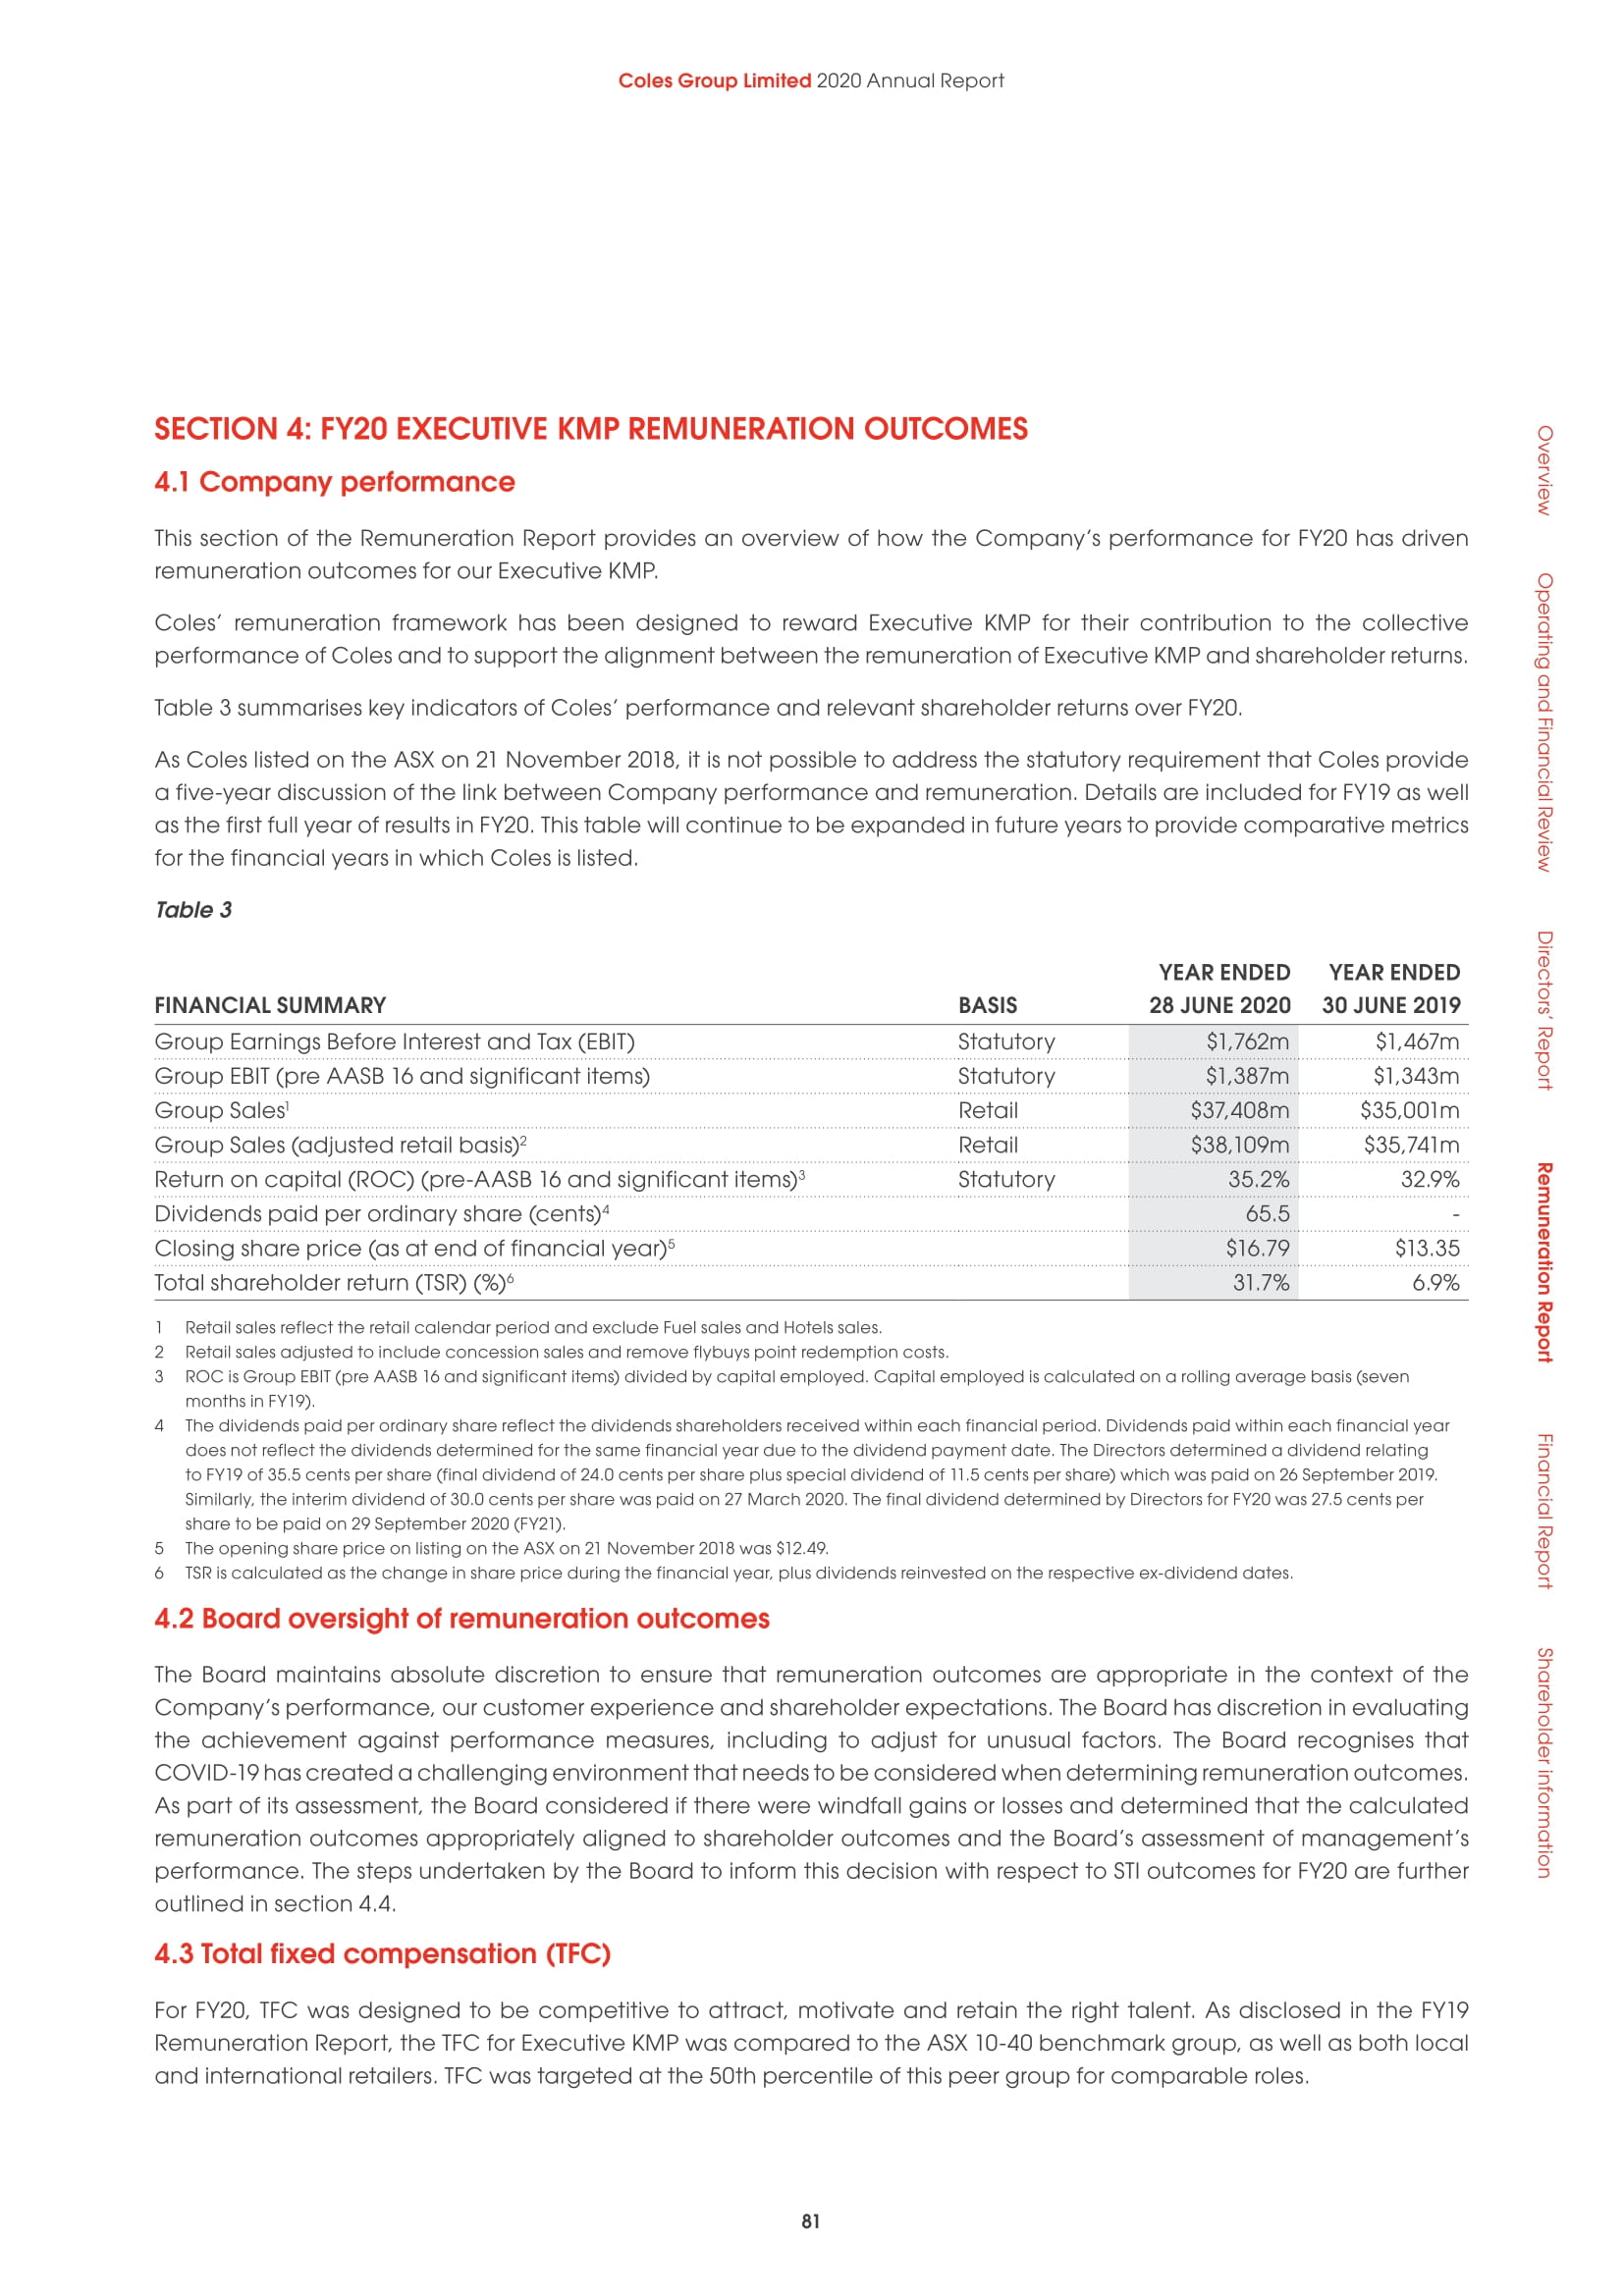 Coles Group Limited 2020 Annual Report
SECTION 4: FY20 EXECUTIVE KMP REMUNERATION OUTCOMES
4.1 Company performance
This section of the Remuneration Report provides an overview of how the Company's performance for FY20 has driven
remuneration outcomes for our Executive KMP.
Coles' remuneration framework has been designed to reward Executive KMP for their contribution to the collective
performance of Coles and to support the alignment between the remuneration of Executive KMP and shareholder returns.
Table 3 summarises key indicators of Coles' performance and relevant shareholder returns over FY20.
As Coles listed on the ASX on 21 November 2018, it is not possible to address the statutory requirement that Coles provide
a five-year discussion of the link between Company performance and remuneration. Details are included for FY19 as well
as the first full year of results in FY20. This table will continue to be expanded in future years to provide comparative metrics
for the financial years in which Coles is listed.
Table 3
YEAR ENDED YEAR ENDED
FINANCIAL SUMMARY BASIS 28 JUNE 2020 30 JUNE 2019
Group Earnings Before Interest and Tax (EBIT) Statutory $1,762m $1,467m
Group EBIT (pre AASB 16 and significant items) Statutory $1,387m $1,343m
Group Sales¹ Retail $37,408m $35,001m
Group Sales (adjusted retail basis)² Retail $38,109m $35,741m
Return on capital (ROC) (pre-AASB 16 and significant items)³ Statutory 35.2% 32.9%
Dividends paid per ordinary share (cents)⁴ 65.5 -
Closing share price (as at end of financial year)⁵ $16.79 $13.35
Total shareholder return (TSR) (%)⁶ 31.7% 6.9%
1 Retail sales reflect the retail calendar period and exclude Fuel sales and Hotels sales.
2 Retail sales adjusted to include concession sales and remove flybuys point redemption costs.
3 ROC is Group EBIT (pre AASB 16 and significant items) divided by capital employed. Capital employed is calculated on a rolling average basis (seven
months in FY19).
4 The dividends paid per ordinary share reflect the dividends shareholders received within each financial period. Dividends paid within each financial year
does not reflect the dividends determined for the same financial year due to the dividend payment date. The Directors determined a dividend relating
to FY19 of 35.5 cents per share (final dividend of 24.0 cents per share plus special dividend of 11.5 cents per share) which was paid on 26 September 2019.
Similarly, the interim dividend of 30.0 cents per share was paid on 27 March 2020. The final dividend determined by Directors for FY20 was 27.5 cents per
share to be paid on 29 September 2020 (FY21).
5 The opening share price on listing on the ASX on 21 November 2018 was $12.49.
6 TSR is calculated as the change in share price during the financial year, plus dividends reinvested on the respective ex-dividend dates.
4.2 Board oversight of remuneration outcomes
The Board maintains absolute discretion to ensure that remuneration outcomes are appropriate in the context of the
Company's performance, our customer experience and shareholder expectations. The Board has discretion in evaluating
the achievement against performance measures, including to adjust for unusual factors. The Board recognises that
COVID-19 has created a challenging environment that needs to be considered when determining remuneration outcomes.
As part of its assessment, the Board considered if there were windfall gains or losses and determined that the calculated
remuneration outcomes appropriately aligned to shareholder outcomes and the Board's assessment of management's
performance. The steps undertaken by the Board to inform this decision with respect to STI outcomes for FY20 are further
outlined in section 4.4.
4.3 Total fixed compensation (TFC)
For FY20, TFC was designed to be competitive to attract, motivate and retain the right talent. As disclosed in the FY19
Remuneration Report, the TFC for Executive KMP was compared to the ASX 10-40 benchmark group, as well as both local
and international retailers. TFC was targeted at the 50th percentile of this peer group for comparable roles.
81
Overview
Operating and Financial Review
Directors' Report
Remuneration Report
Financial Report
Shareholder information